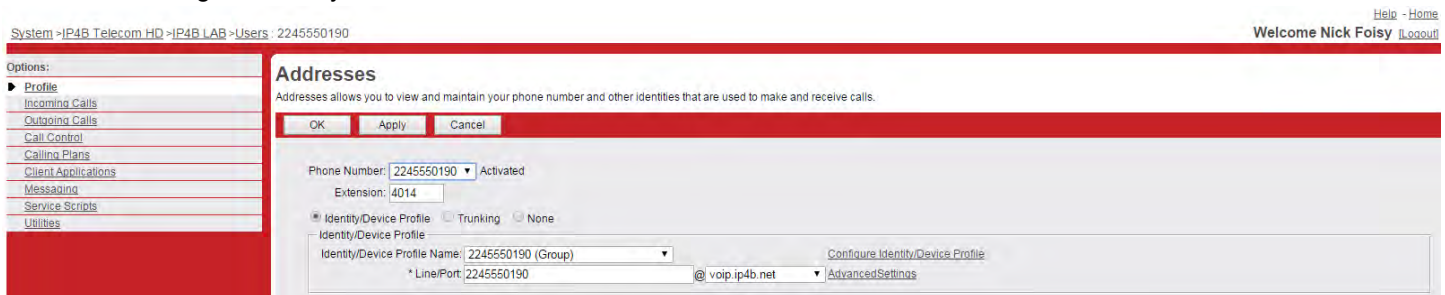 Help - Home
System >IP4B Telecom HD >IP4B LAB >Users : 2245550190
Welcome Nick Foisy [Logout]
Options:
Profile
Incoming Calls
Outgoing Calls
Call Control
Calling Plans
Client Applications
Messaging
Service Scripts
Utilities
Addresses
Addresses allows you to view and maintain your phone number and other identities that are used to make and receive calls.
OK Apply Cancel
Phone Number: 2245550190 Activated
Extension: 4014
Identity/Device Profile Trunking None
Identity/Device Profile
Identity/Device Profile Name: 2245550190 (Group) Configure Identity/Device Profile
* Line/Port: 2245550190 @ voip.ip4b.net AdvancedSettings